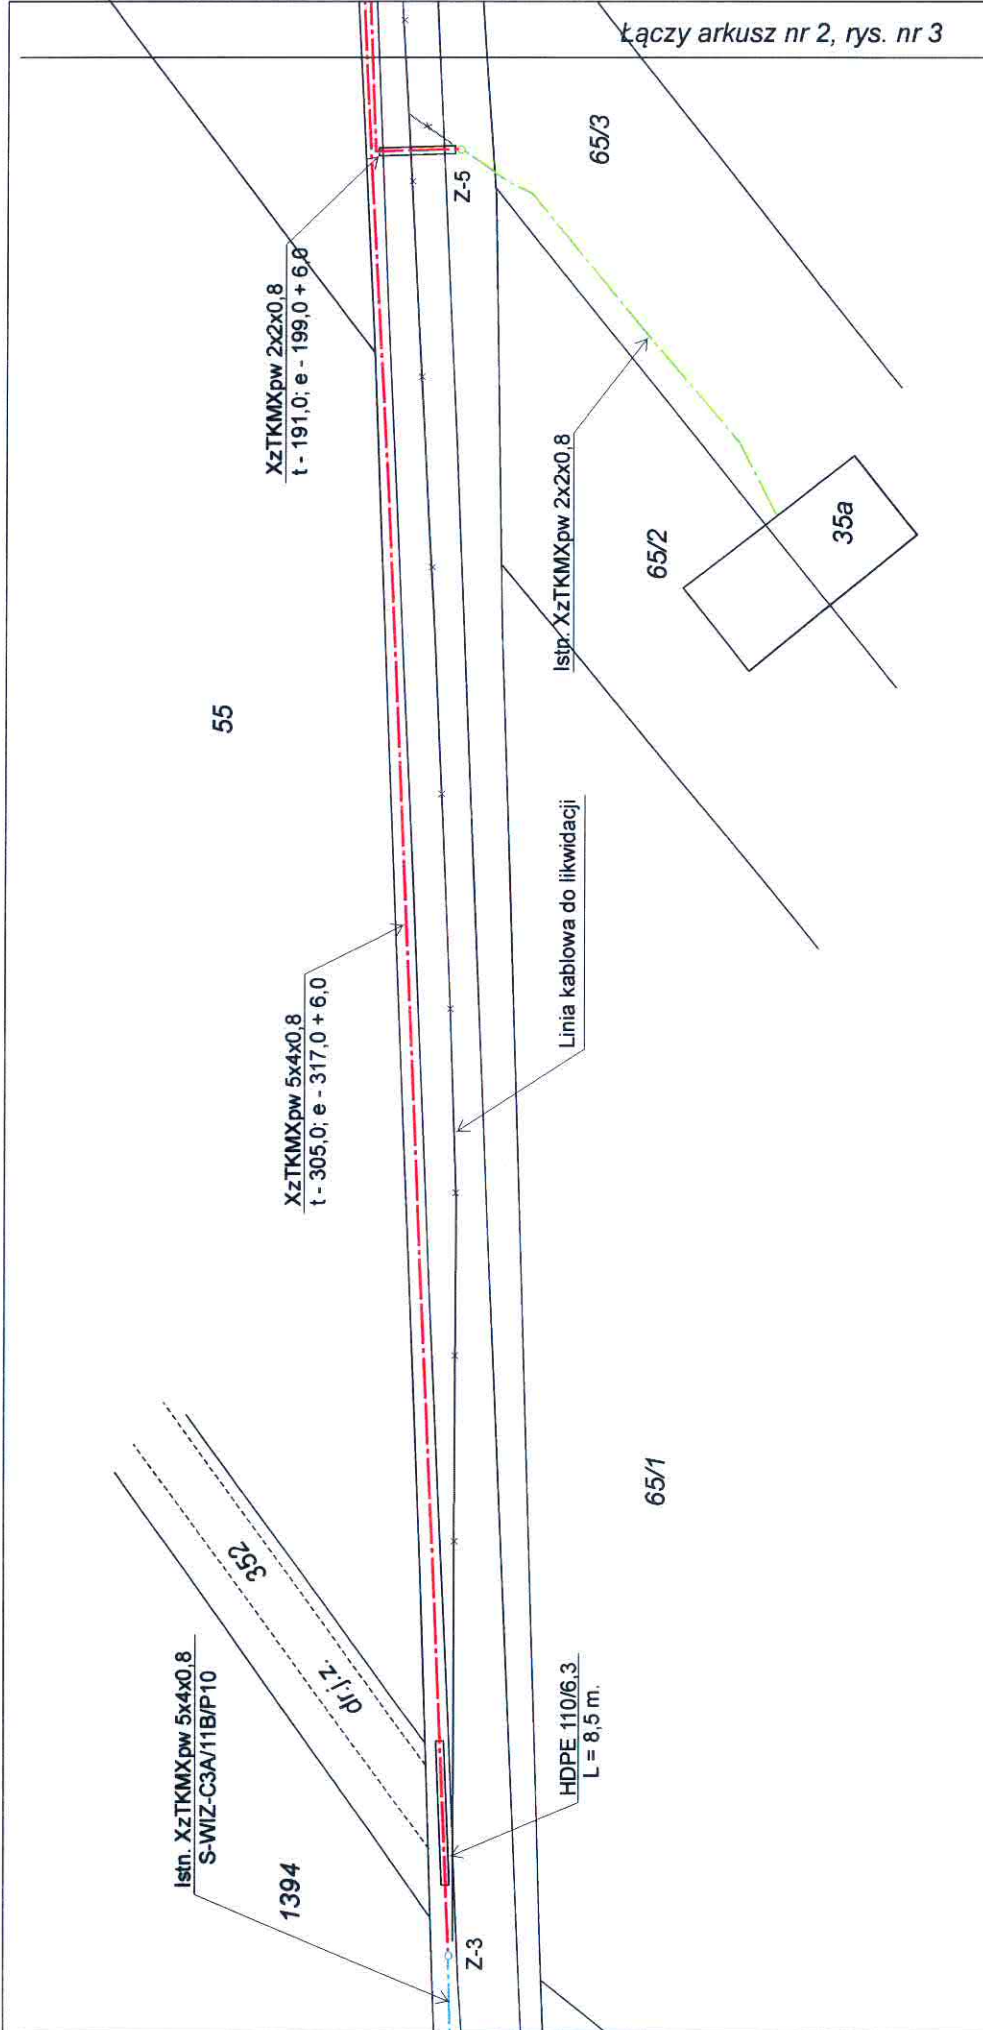 Łączy arkusz nr 2, rys. nr 3
65/3
Z-5
XzTKMXpw 2x2x0,8
t - 191,0; e - 199,0 + 6,0
Istn. XzTKMXpw 2x2x0,8
65/2
35a
55
Linia kablowa do likwidacji
XzTKMXpw 5x4x0,8
t - 305,0; e - 317,0 + 6,0
65/1
352
dr.j.z.
Istn. XzTKMXpw 5x4x0,8
S-WIZ-C3A/11B/P10
HDPE 110/6,3
L = 8,5 m.
1394
Z-3